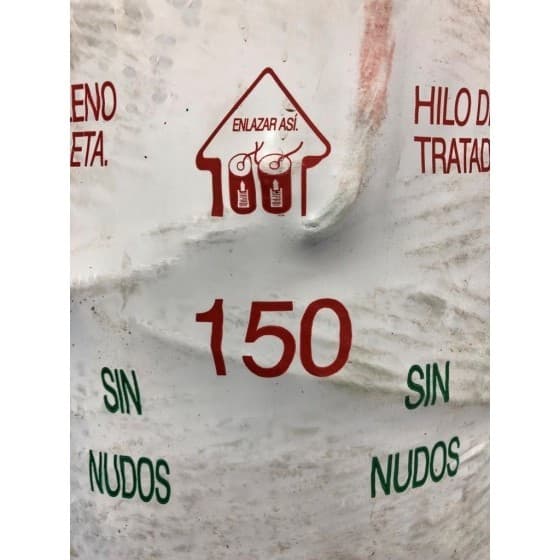 LENO
ETA.
ENLAZAR ASÍ.
HILO D
TRATAD
150
SIN
NUDOS
SIN
NUDOS